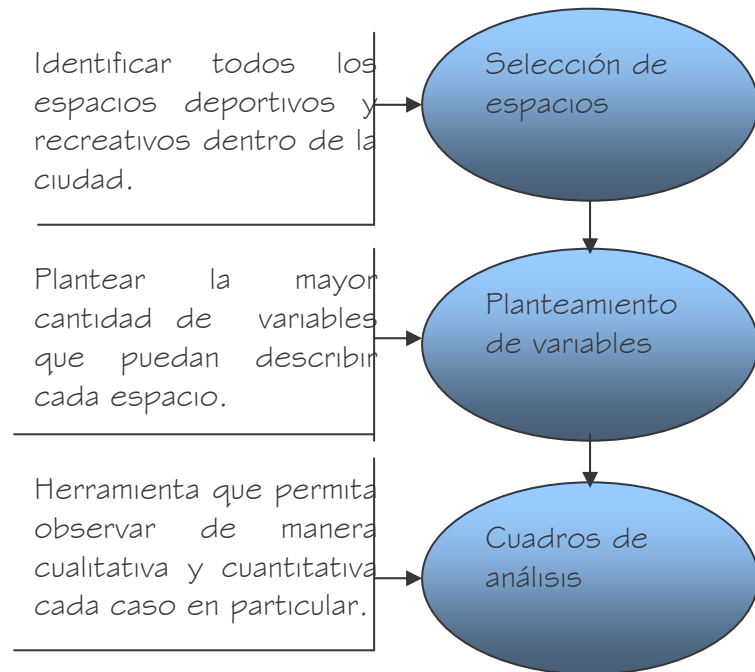 Identificar todos los
espacios deportivos y
recreativos dentro de la
ciudad.
Selección de
espacios
Plantear la mayor
cantidad de variables
que puedan describir
cada espacio.
Planteamiento
de variables
Herramienta que permita
observar de manera
cualitativa y cuantitativa
cada caso en particular.
Cuadros de
análisis